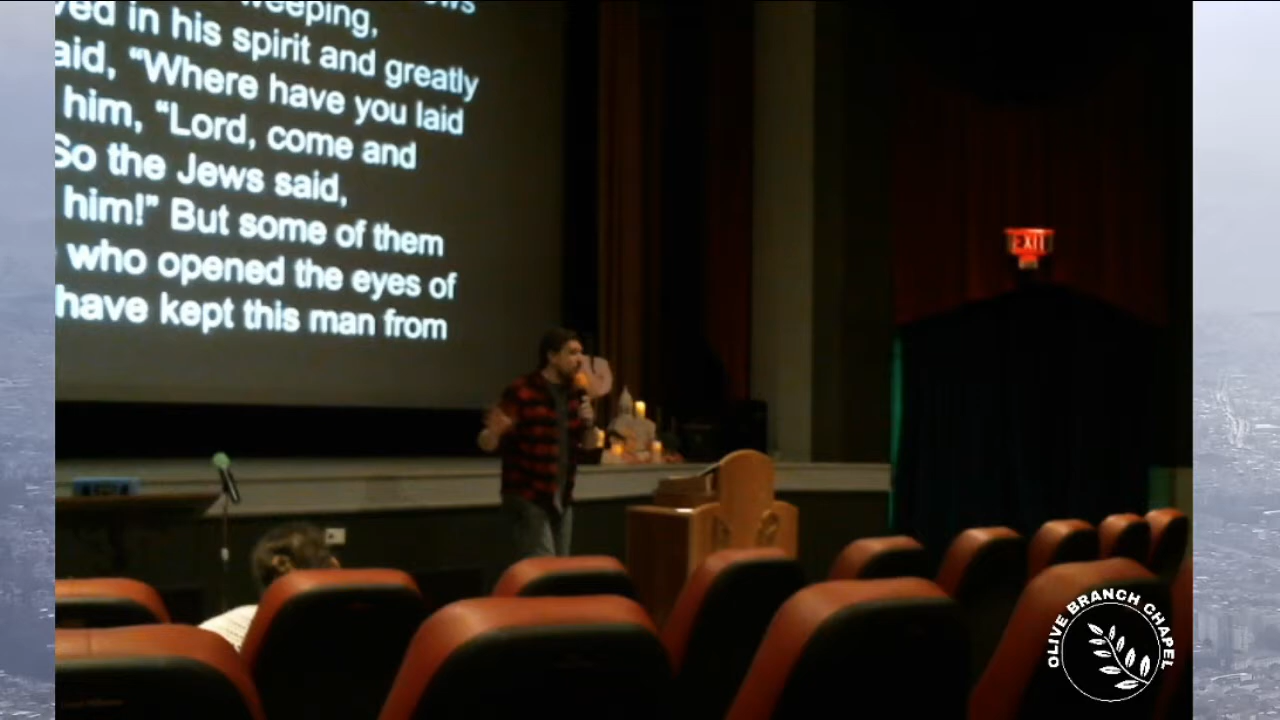 weeping,
ved in his spirit and greatly
aid, “Where have you laid
him, “Lord, come and
So the Jews said,
him!” But some of them
who opened the eyes of
have kept this man from
EXIT
OLIVE BRANCH CHAPEL